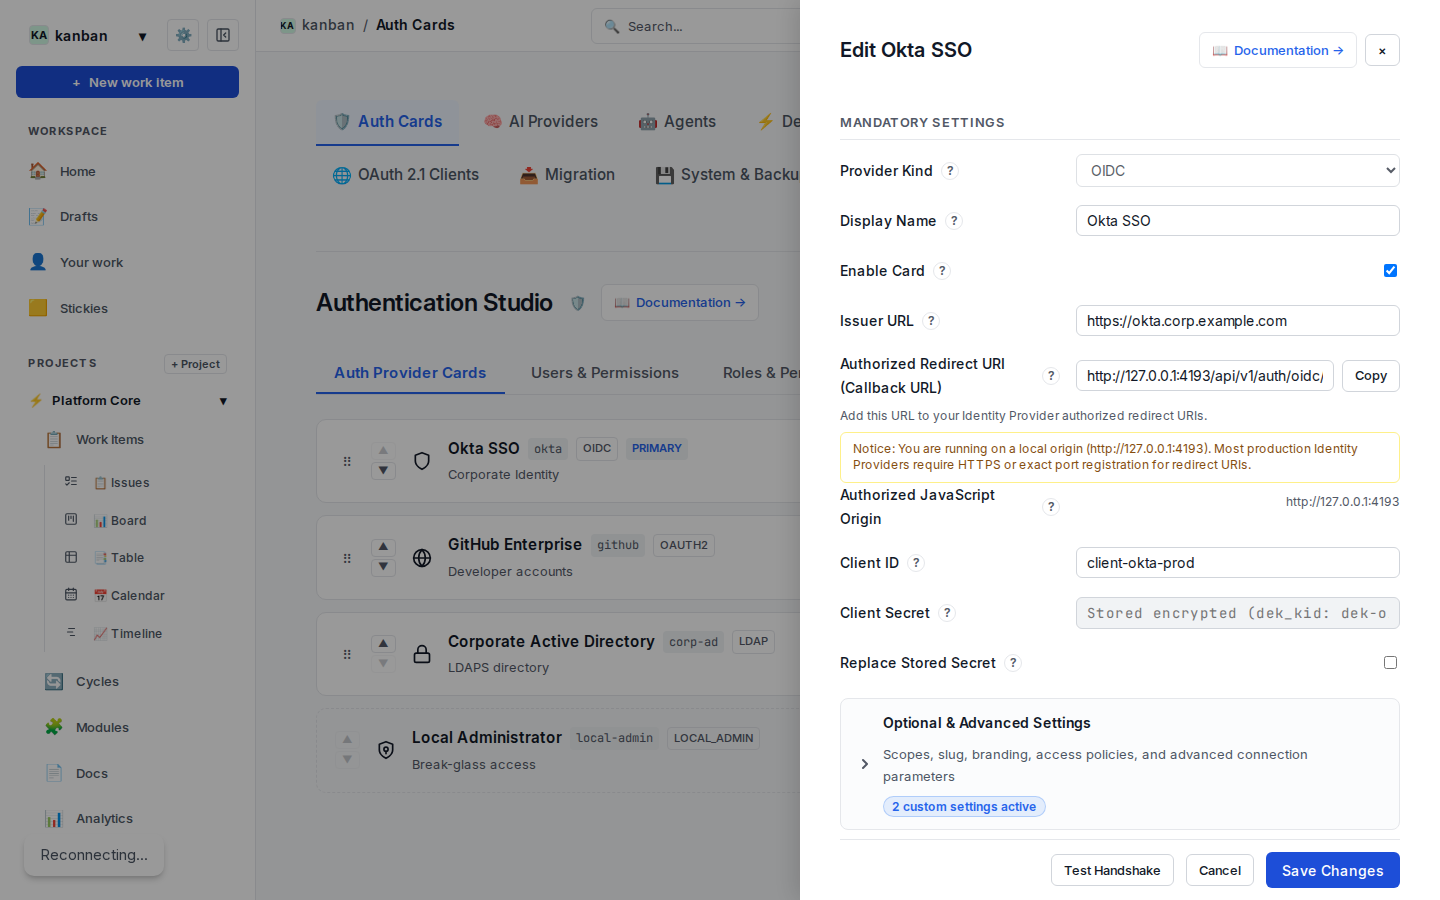 KA kanban
+ New work item
WORKSPACE
Home
Drafts
Your work
Stickies
PROJECTS
+ Project
Platform Core
Work Items
Issues
Board
Table
Calendar
Timeline
Cycles
Modules
Docs
Analytics
Reconnecting...
KA kanban / Auth Cards
Search...
Auth Cards
AI Providers
Agents
De
OAuth 2.1 Clients
Migration
System & Backu
Authentication Studio
Documentation →
Auth Provider Cards
Users & Permissions
Roles & Pe
Okta SSO okta OIDC PRIMARY
Corporate Identity
GitHub Enterprise github OAUTH2
Developer accounts
Corporate Active Directory corp-ad LDAP
LDAPS directory
Local Administrator local-admin LOCAL_ADMIN
Break-glass access
Edit Okta SSO
Documentation →
×
MANDATORY SETTINGS
Provider Kind ?
OIDC
Display Name ?
Okta SSO
Enable Card ?
Issuer URL ?
https://okta.corp.example.com
Authorized Redirect URI
(Callback URL) ?
http://127.0.0.1:4193/api/v1/auth/oidc/
Copy
Add this URL to your Identity Provider authorized redirect URIs.
Notice: You are running on a local origin (http://127.0.0.1:4193). Most production Identity
Providers require HTTPS or exact port registration for redirect URIs.
Authorized JavaScript
Origin ?
http://127.0.0.1:4193
Client ID ?
client-okta-prod
Client Secret ?
Stored encrypted (dek_kid: dek-o
Replace Stored Secret ?
Optional & Advanced Settings
Scopes, slug, branding, access policies, and advanced connection
parameters
2 custom settings active
Test Handshake
Cancel
Save Changes